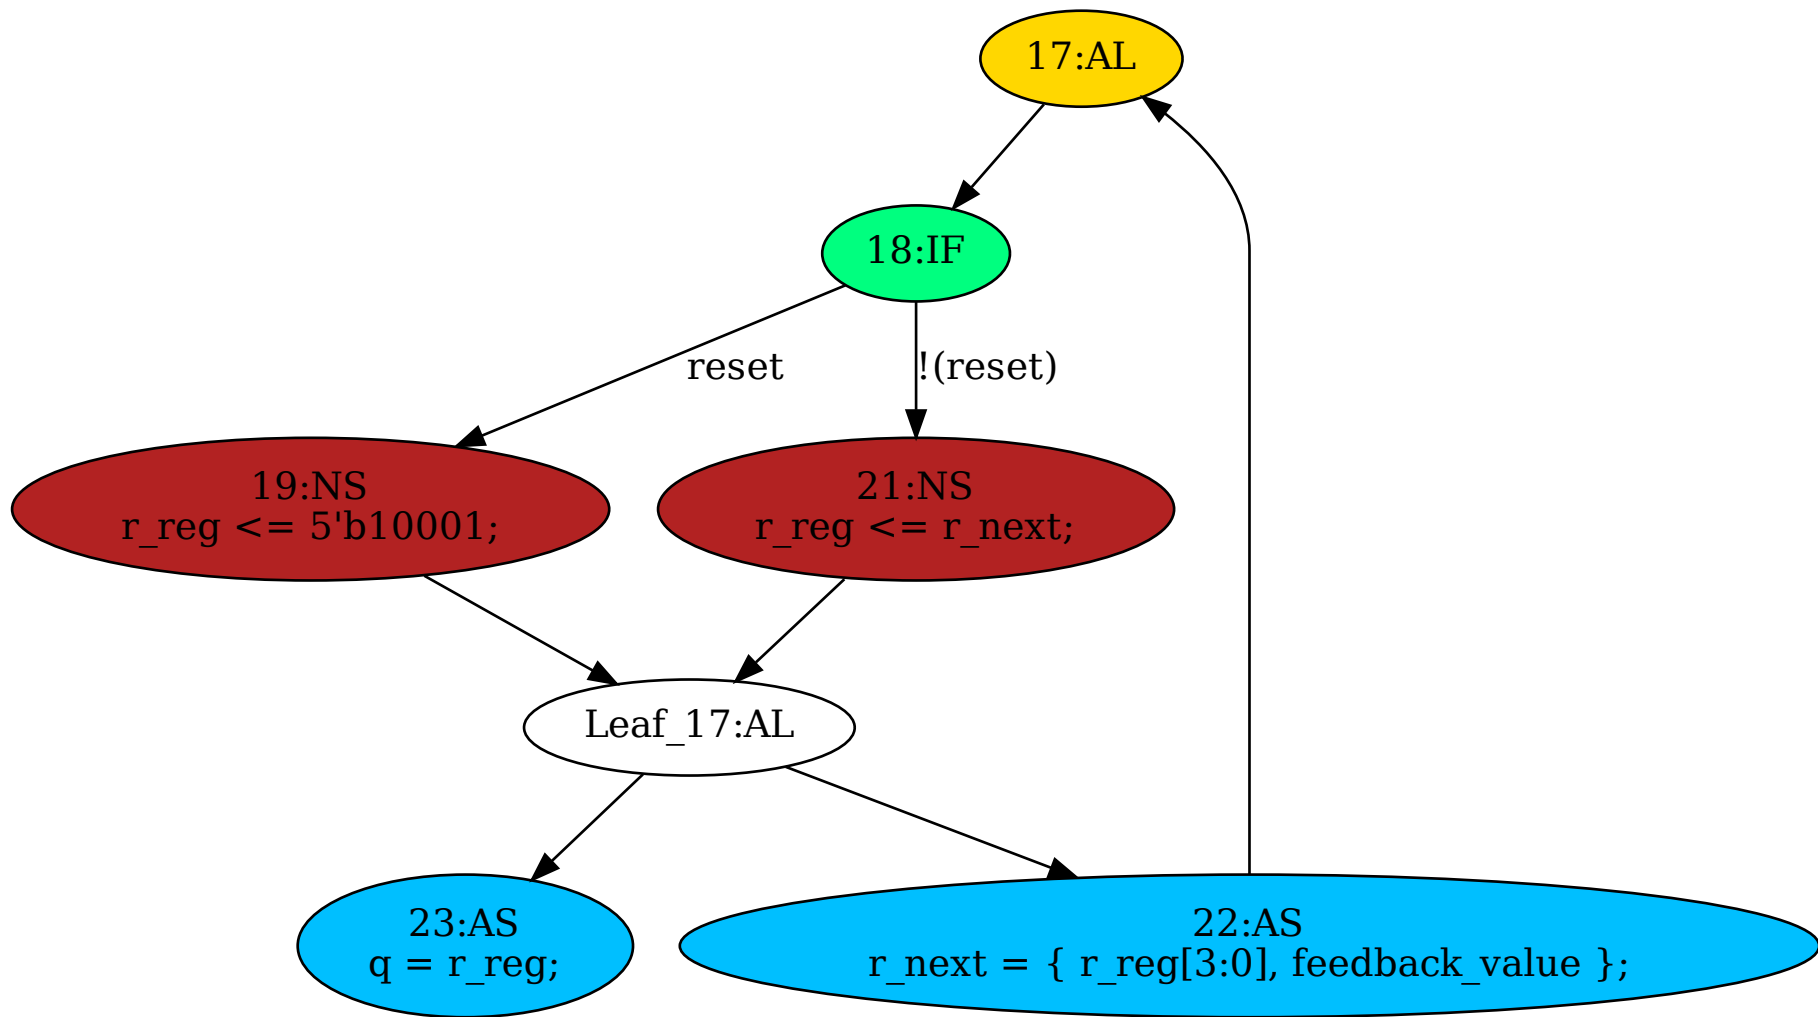 17:AL
18:IF
reset
!(reset)
19:NS
r_reg <= 5'b10001;
21:NS
r_reg <= r_next;
Leaf_17:AL
23:AS
q = r_reg;
22:AS
r_next = { r_reg[3:0], feedback_value };